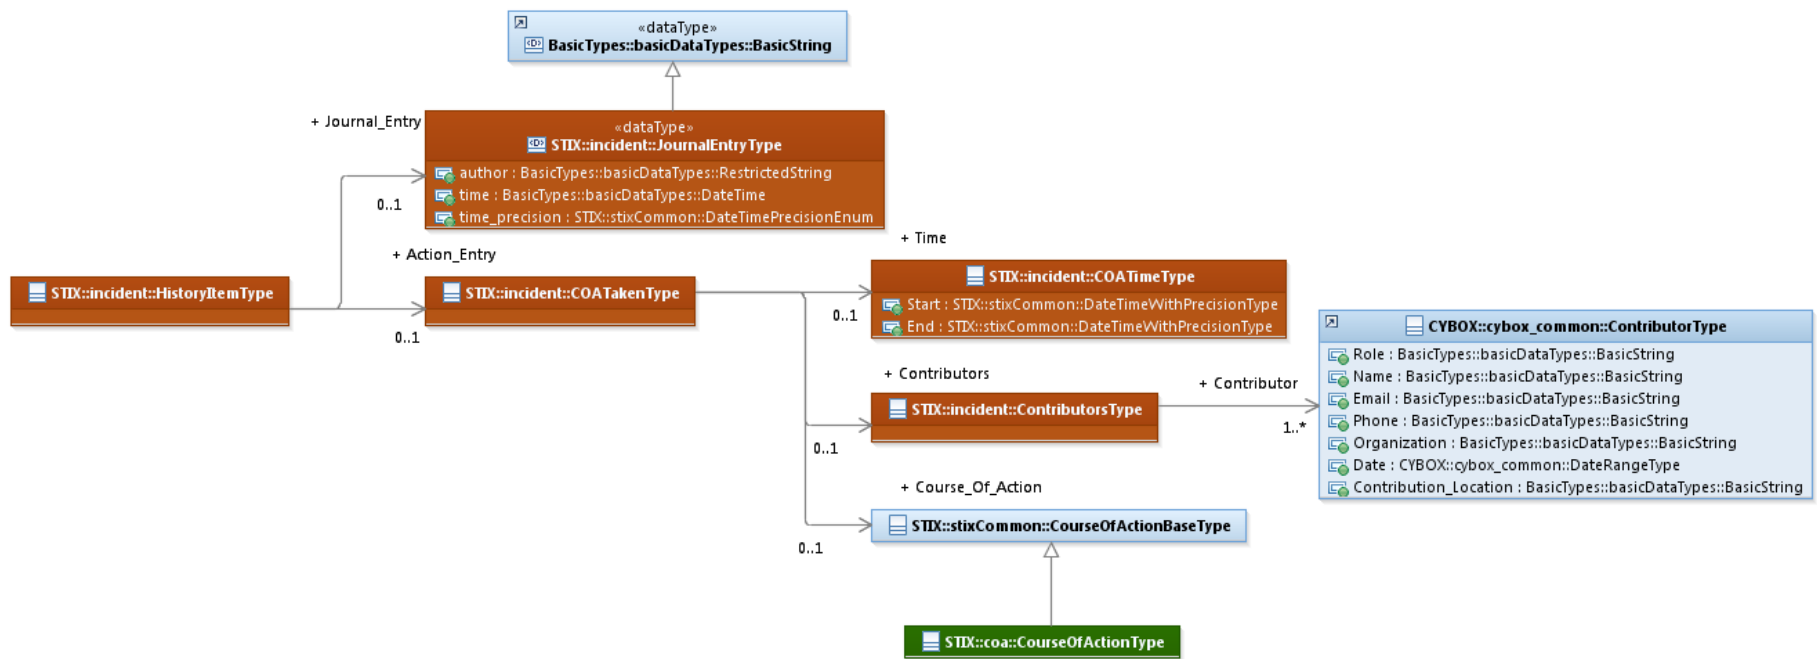 «dataType»
BasicTypes::basicDataTypes::BasicString
+ Journal_Entry
«dataType»
STIX::incident::JournalEntryType
author : BasicTypes::basicDataTypes::RestrictedString
time : BasicTypes::basicDataTypes::DateTime
time_precision : STIX::stixCommon::DateTimePrecisionEnum
0..1
+ Action_Entry
STIX::incident::HistoryItemType
0..1
STIX::incident::COATakenType
+ Time
STIX::incident::COATimeType
Start : STIX::stixCommon::DateTimeWithPrecisionType
End : STIX::stixCommon::DateTimeWithPrecisionType
0..1
+ Contributors
STIX::incident::ContributorsType
0..1
+ Contributor
1..*
CYBOX::cybox_common::ContributorType
Role : BasicTypes::basicDataTypes::BasicString
Name : BasicTypes::basicDataTypes::BasicString
Email : BasicTypes::basicDataTypes::BasicString
Phone : BasicTypes::basicDataTypes::BasicString
Organization : BasicTypes::basicDataTypes::BasicString
Date : CYBOX::cybox_common::DateRangeType
Contribution_Location : BasicTypes::basicDataTypes::BasicString
+ Course_Of_Action
STIX::stixCommon::CourseOfActionBaseType
0..1
STIX::coa::CourseOfActionType